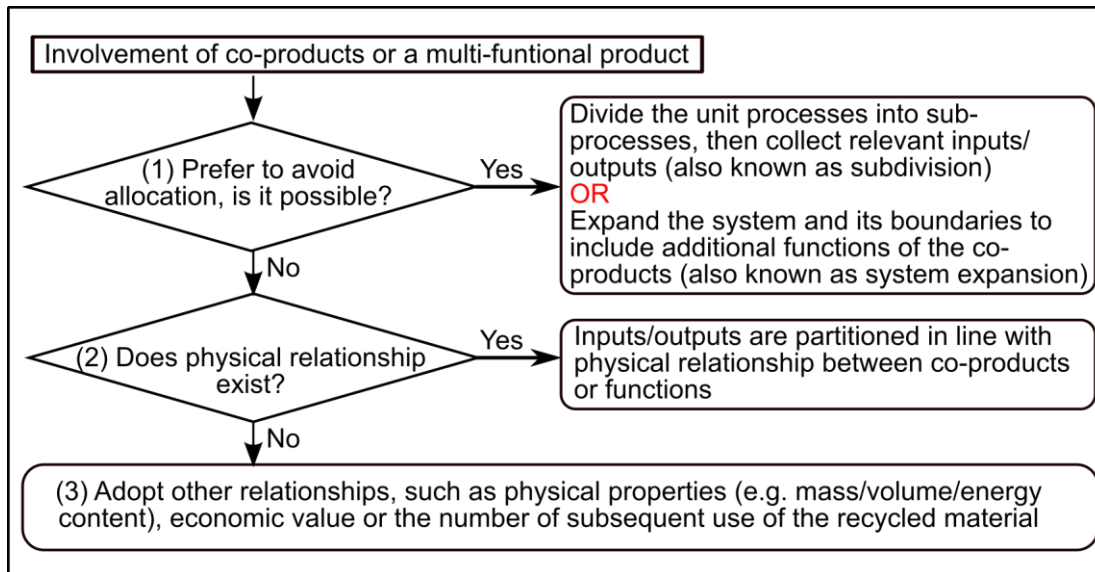 Involvement of co-products or a multi-funtional product
(1) Prefer to avoid
allocation, is it possible?
Yes
Divide the unit processes into sub-
processes, then collect relevant inputs/
outputs (also known as subdivision)
OR
Expand the system and its boundaries to
include additional functions of the co-
products (also known as system expansion)
No
(2) Does physical relationship
exist?
Yes
Inputs/outputs are partitioned in line with
physical relationship between co-products
or functions
No
(3) Adopt other relationships, such as physical properties (e.g. mass/volume/energy
content), economic value or the number of subsequent use of the recycled material